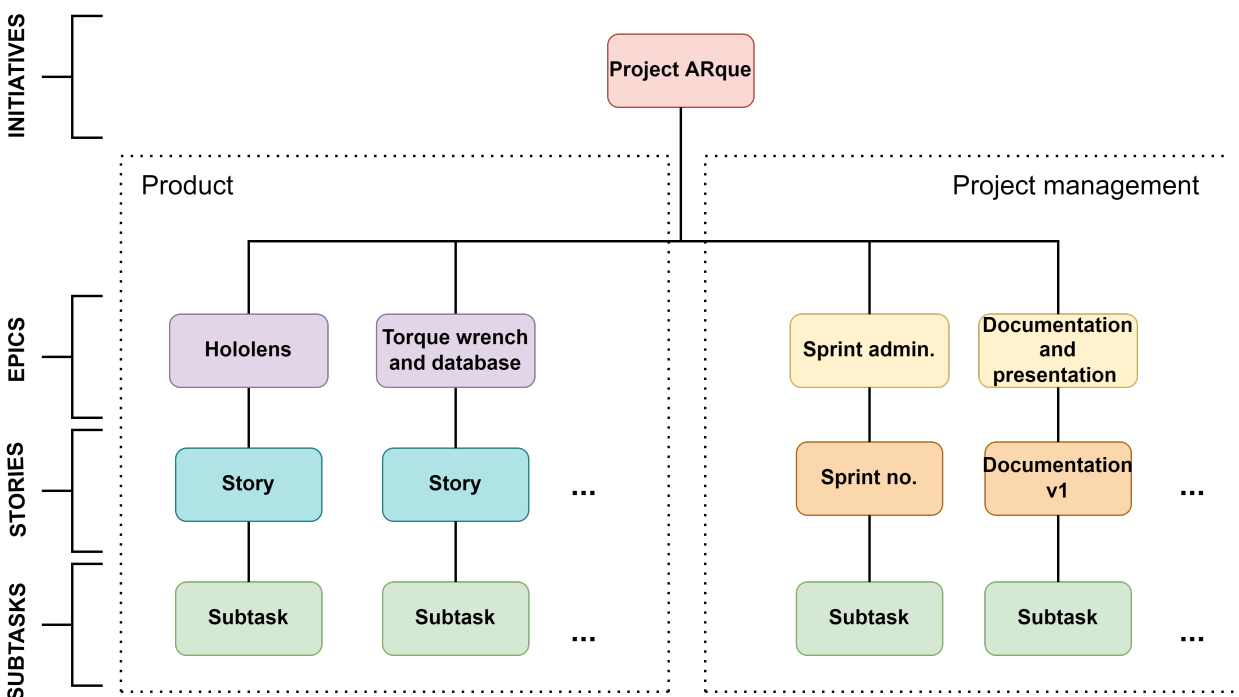 INITIATIVES
Project ARque
Product
Project management
EPICS
Hololens
Torque wrench
and database
Sprint admin.
Documentation
and
presentation
STORIES
Story
Story
...
Sprint no.
Documentation
v1
...
SUBTASKS
Subtask
Subtask
...
Subtask
Subtask
...